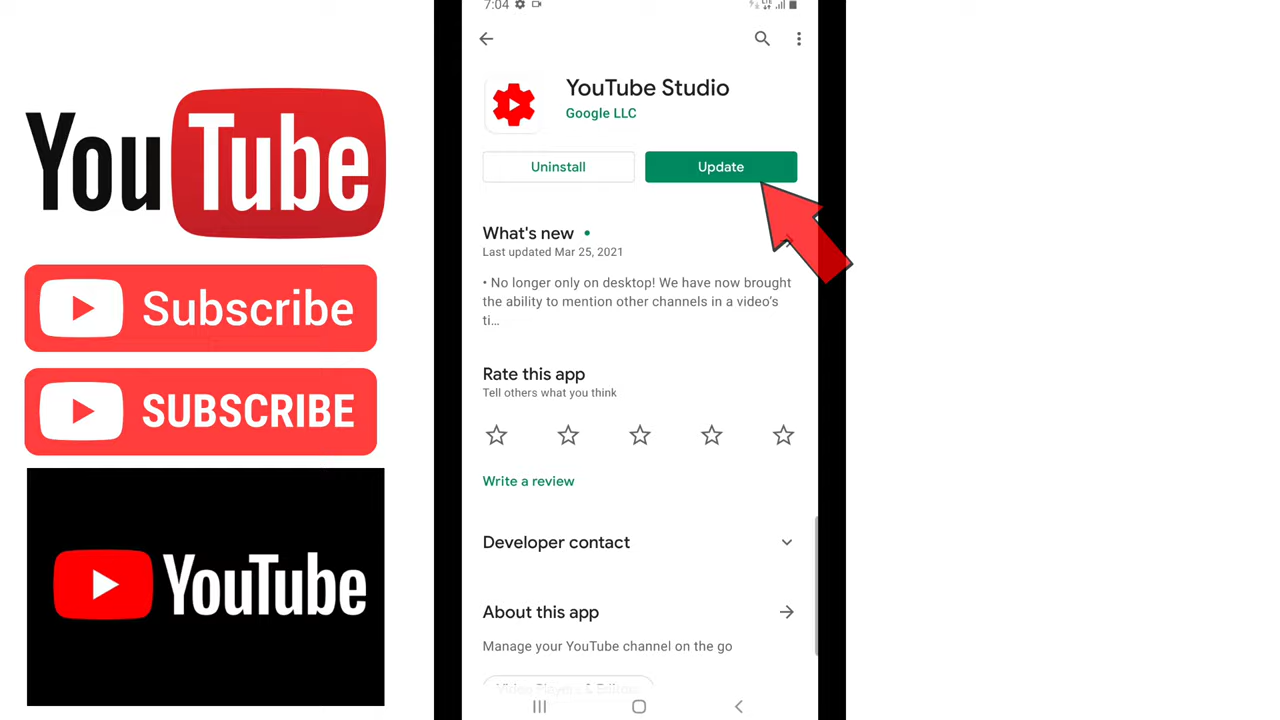 YouTube
Subscribe
SUBSCRIBE
YouTube
7:04
YouTube Studio
Google LLC
Uninstall
Update
What's new •
Last updated Mar 25, 2021
• No longer only on desktop! We have now brought
the ability to mention other channels in a video's
ti...
Rate this app
Tell others what you think
Write a review
Developer contact
About this app
Manage your YouTube channel on the go
Video Players & Editors